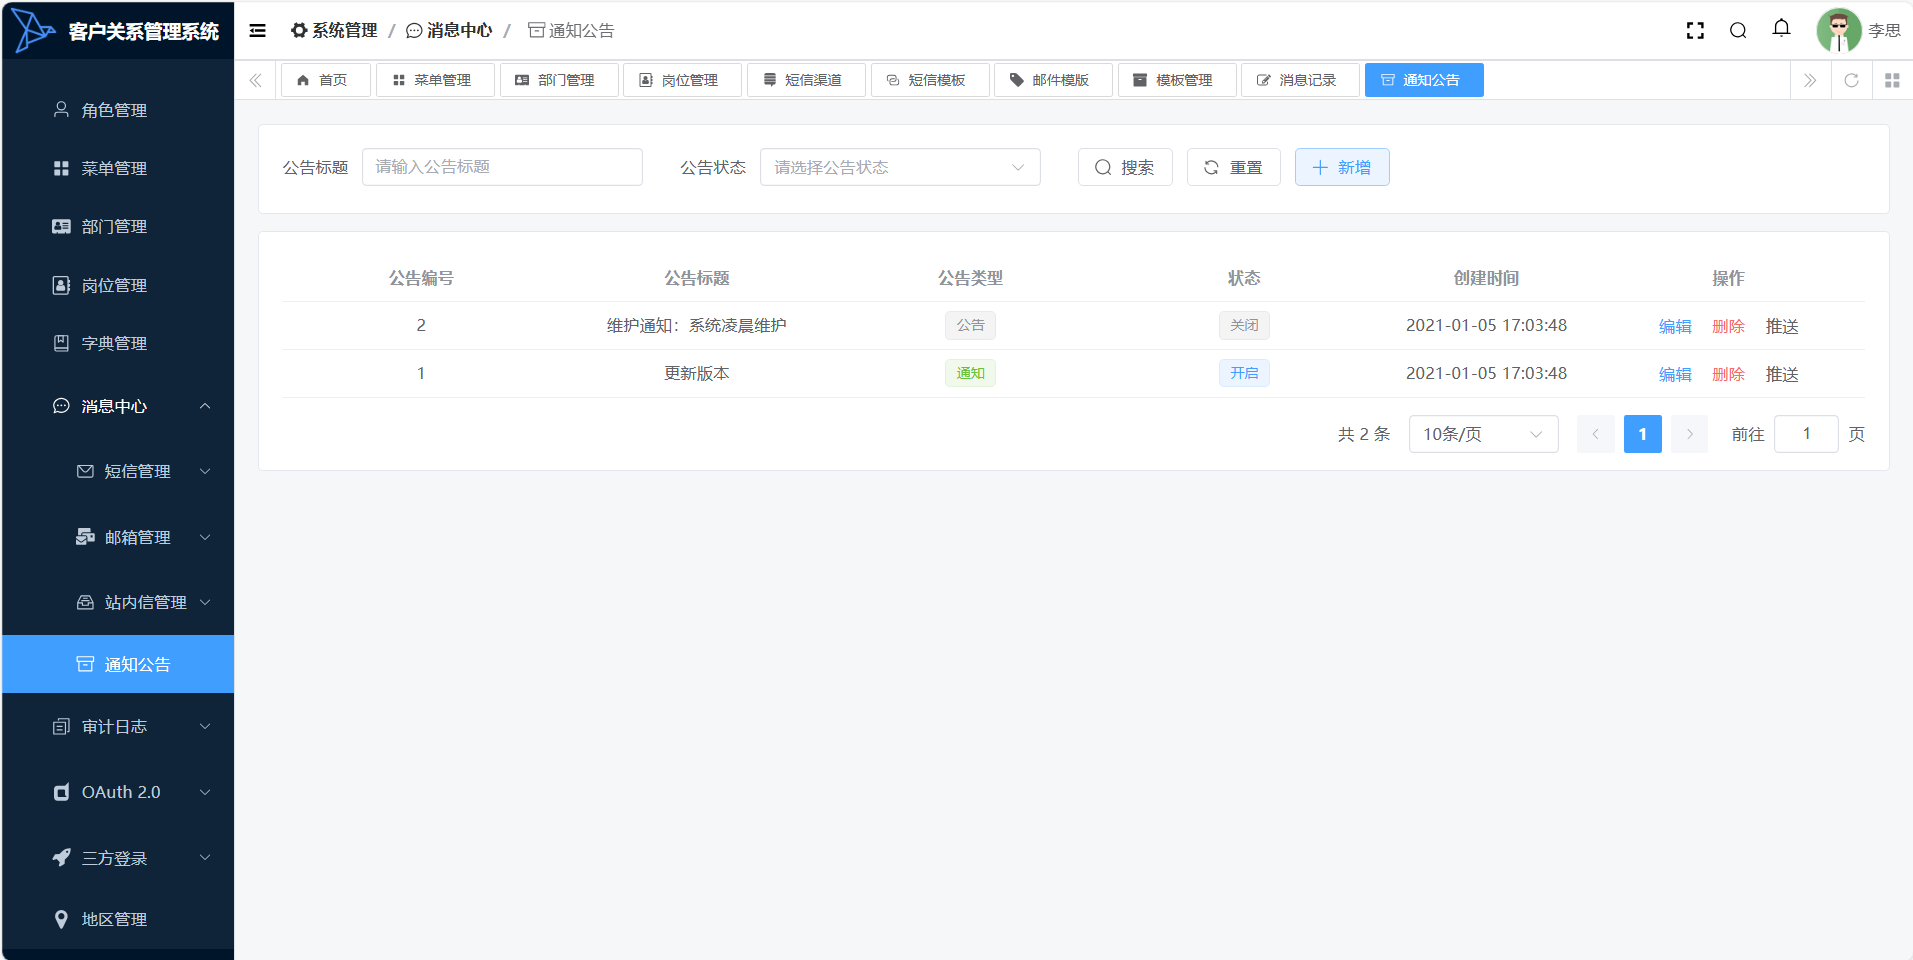 客户关系管理系统
系统管理 / 消息中心 / 通知公告
李思
首页
菜单管理
部门管理
岗位管理
短信渠道
短信模板
邮件模版
模板管理
消息记录
通知公告
角色管理
菜单管理
部门管理
岗位管理
字典管理
消息中心
短信管理
邮箱管理
站内信管理
通知公告
审计日志
OAuth 2.0
三方登录
地区管理
公告标题 请输入公告标题 公告状态 请选择公告状态 搜索 重置 新增
公告编号 公告标题 公告类型 状态 创建时间 操作
2 维护通知：系统凌晨维护 公告 关闭 2021-01-05 17:03:48 编辑 删除 推送
1 更新版本 通知 开启 2021-01-05 17:03:48 编辑 删除 推送
共 2 条 10条/页 1 前往 1 页